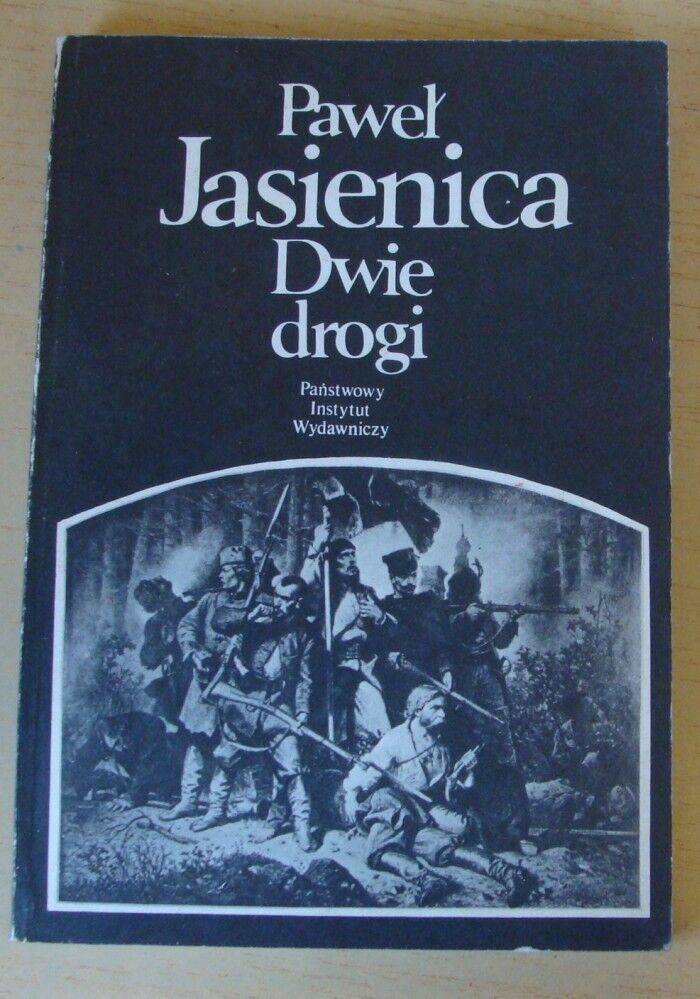 Paweł
Jasienica
Dwie
drogi
Państwowy
Instytut
Wydawniczy